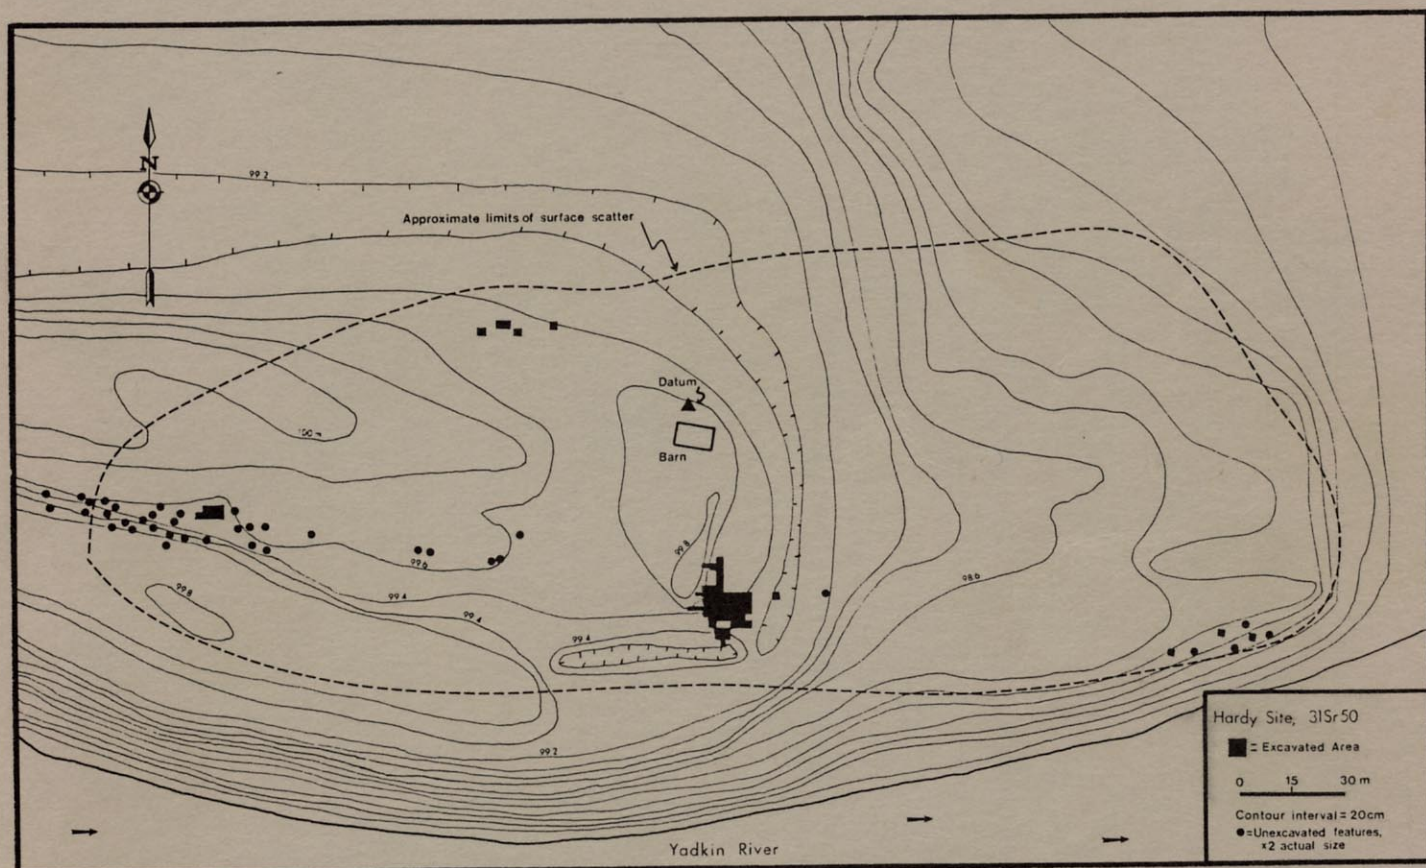 N
99.2
Approximate limits of surface scatter
Datum
Barn
100 m
99.8
99.6
99.4
99.4
99.8
99.4
98.6
99.2
Yadkin River
Hardy Site, 31Sr50
= Excavated Area
0 15 30 m
Contour interval = 20cm
=Unexcavated features,
x2 actual size